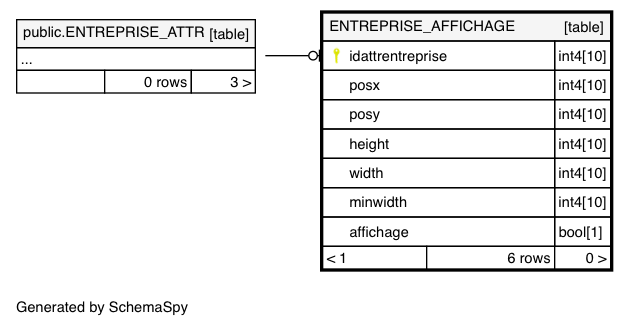 public.ENTREPRISE_ATTR [table]
...
0 rows 3 >
ENTREPRISE_AFFICHAGE [table]
idattrentreprise int4[10]
posx int4[10]
posy int4[10]
height int4[10]
width int4[10]
minwidth int4[10]
affichage bool[1]
< 1 6 rows 0 >
Generated by SchemaSpy